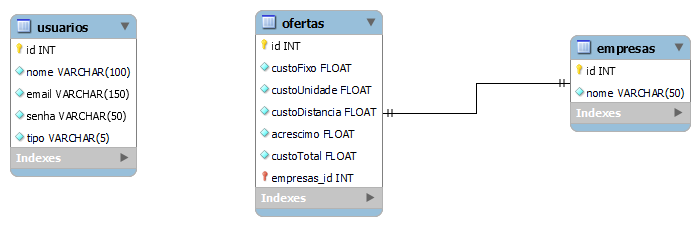 usuarios
id INT
nome VARCHAR(100)
email VARCHAR(150)
senha VARCHAR(50)
tipo VARCHAR(5)
Indexes
ofertas
id INT
custoFixo FLOAT
custoUnidade FLOAT
custoDistancia FLOAT
acrescimo FLOAT
custoTotal FLOAT
empresas_id INT
Indexes
empresas
id INT
nome VARCHAR(50)
Indexes